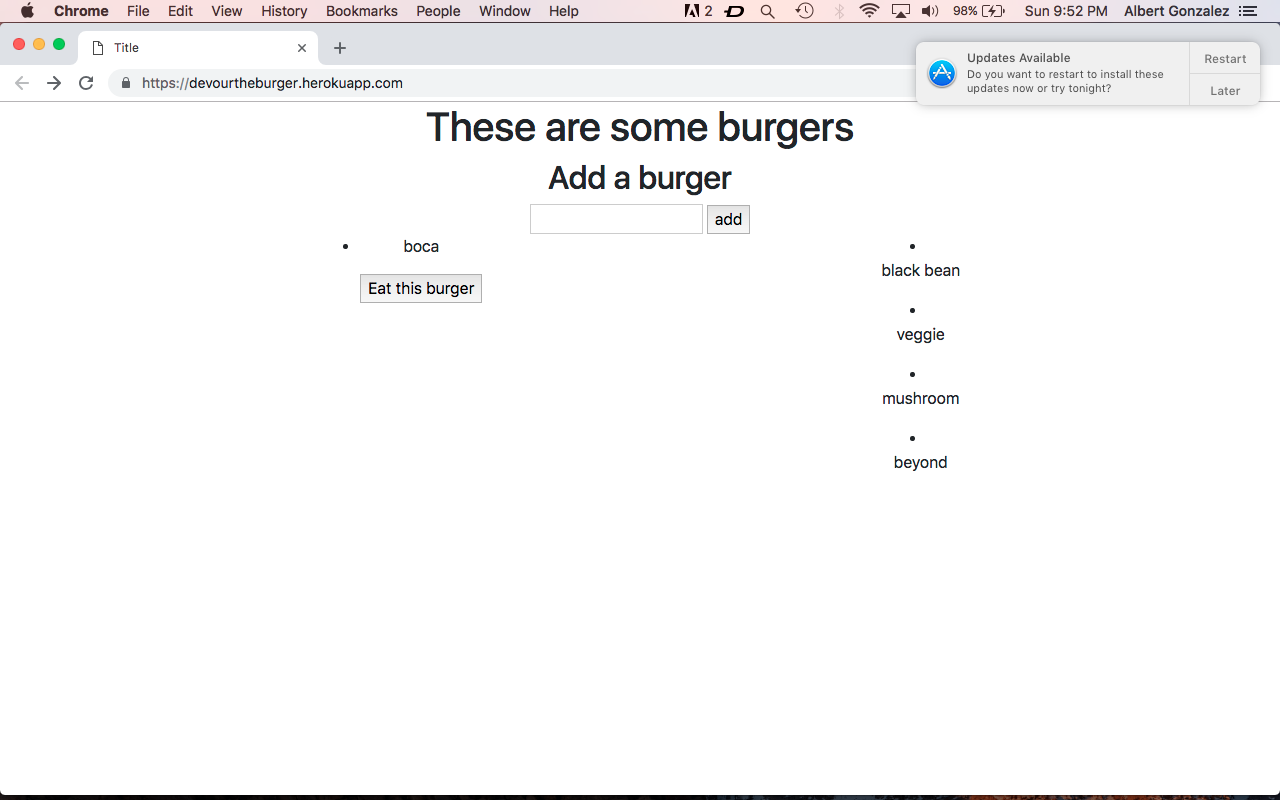 Chrome File Edit View History Bookmarks People Window Help 2 98% Sun 9:52 PM Albert Gonzalez
Title
https://devourtheburger.herokuapp.com
Updates Available
Do you want to restart to install these
updates now or try tonight?
Restart
Later
These are some burgers
Add a burger
add
• boca
Eat this burger
•
black bean
•
veggie
•
mushroom
•
beyond